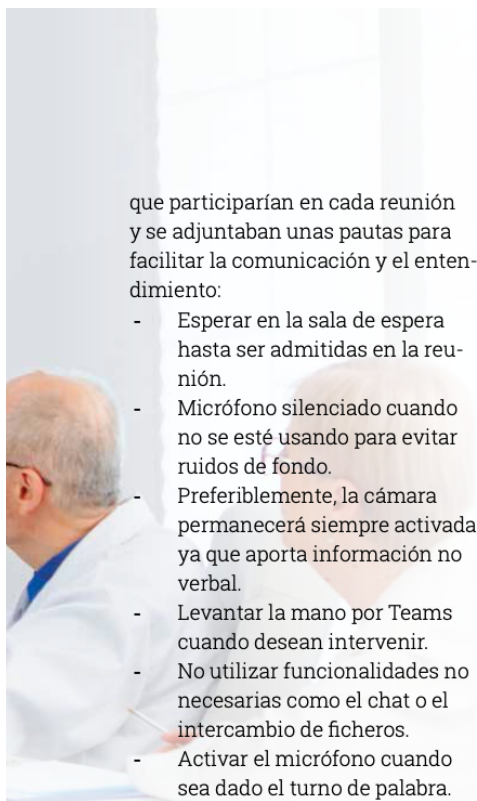 que participarían en cada reunión
y se adjuntaban unas pautas para
facilitar la comunicación y el enten-
dimiento:
- Esperar en la sala de espera
hasta ser admitidas en la reu-
nión.
- Micrófono silenciado cuando
no se esté usando para evitar
ruidos de fondo.
- Preferiblemente, la cámara
permanecerá siempre activada
ya que aporta información no
verbal.
- Levantar la mano por Teams
cuando desean intervenir.
- No utilizar funcionalidades no
necesarias como el chat o el
intercambio de ficheros.
- Activar el micrófono cuando
sea dado el turno de palabra.